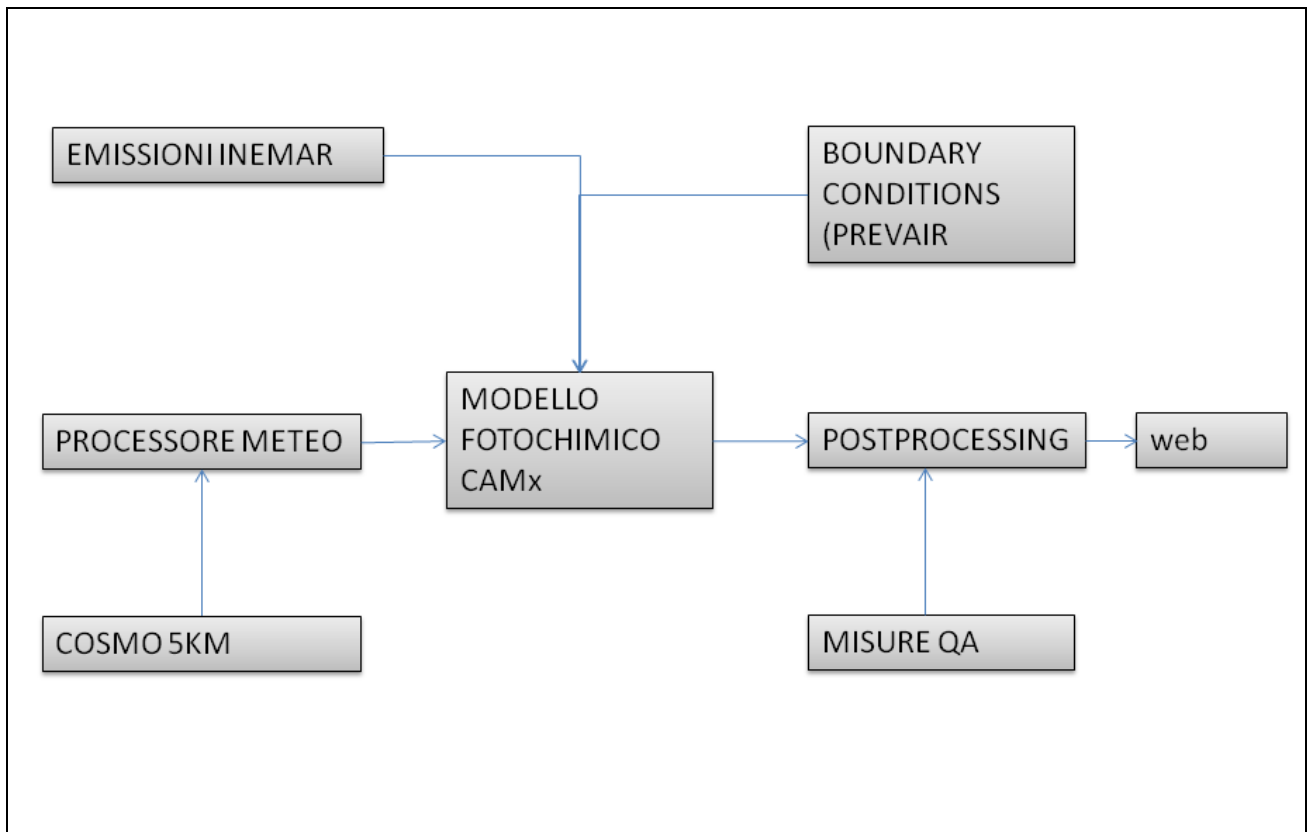 EMISSIONI INEMAR
BOUNDARY
CONDITIONS
(PREVAIR
MODELLO
FOTOCHIMICO
CAMx
PROCESSORE METEO
POSTPROCESSING
web
COSMO 5KM
MISURE QA